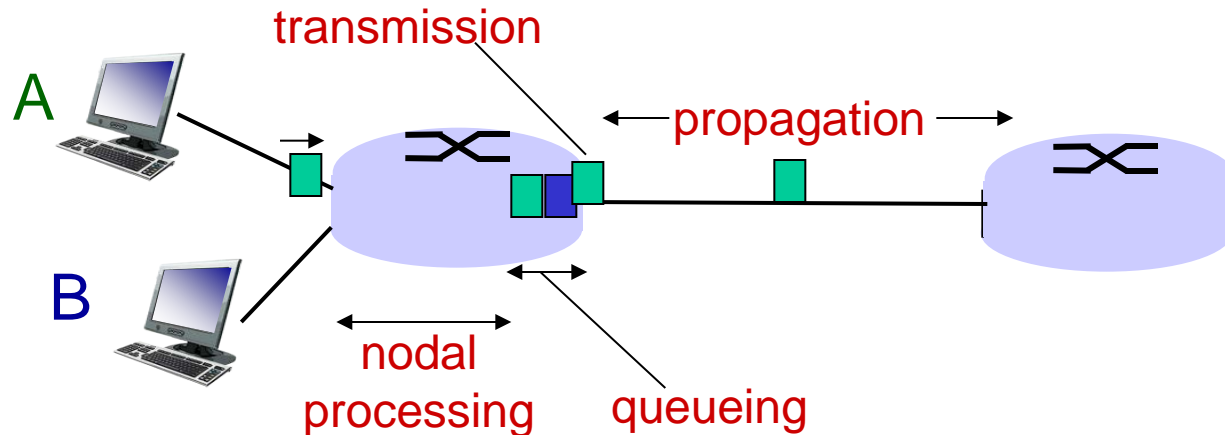 transmission
A
propagation
B
nodal
processing
queueing